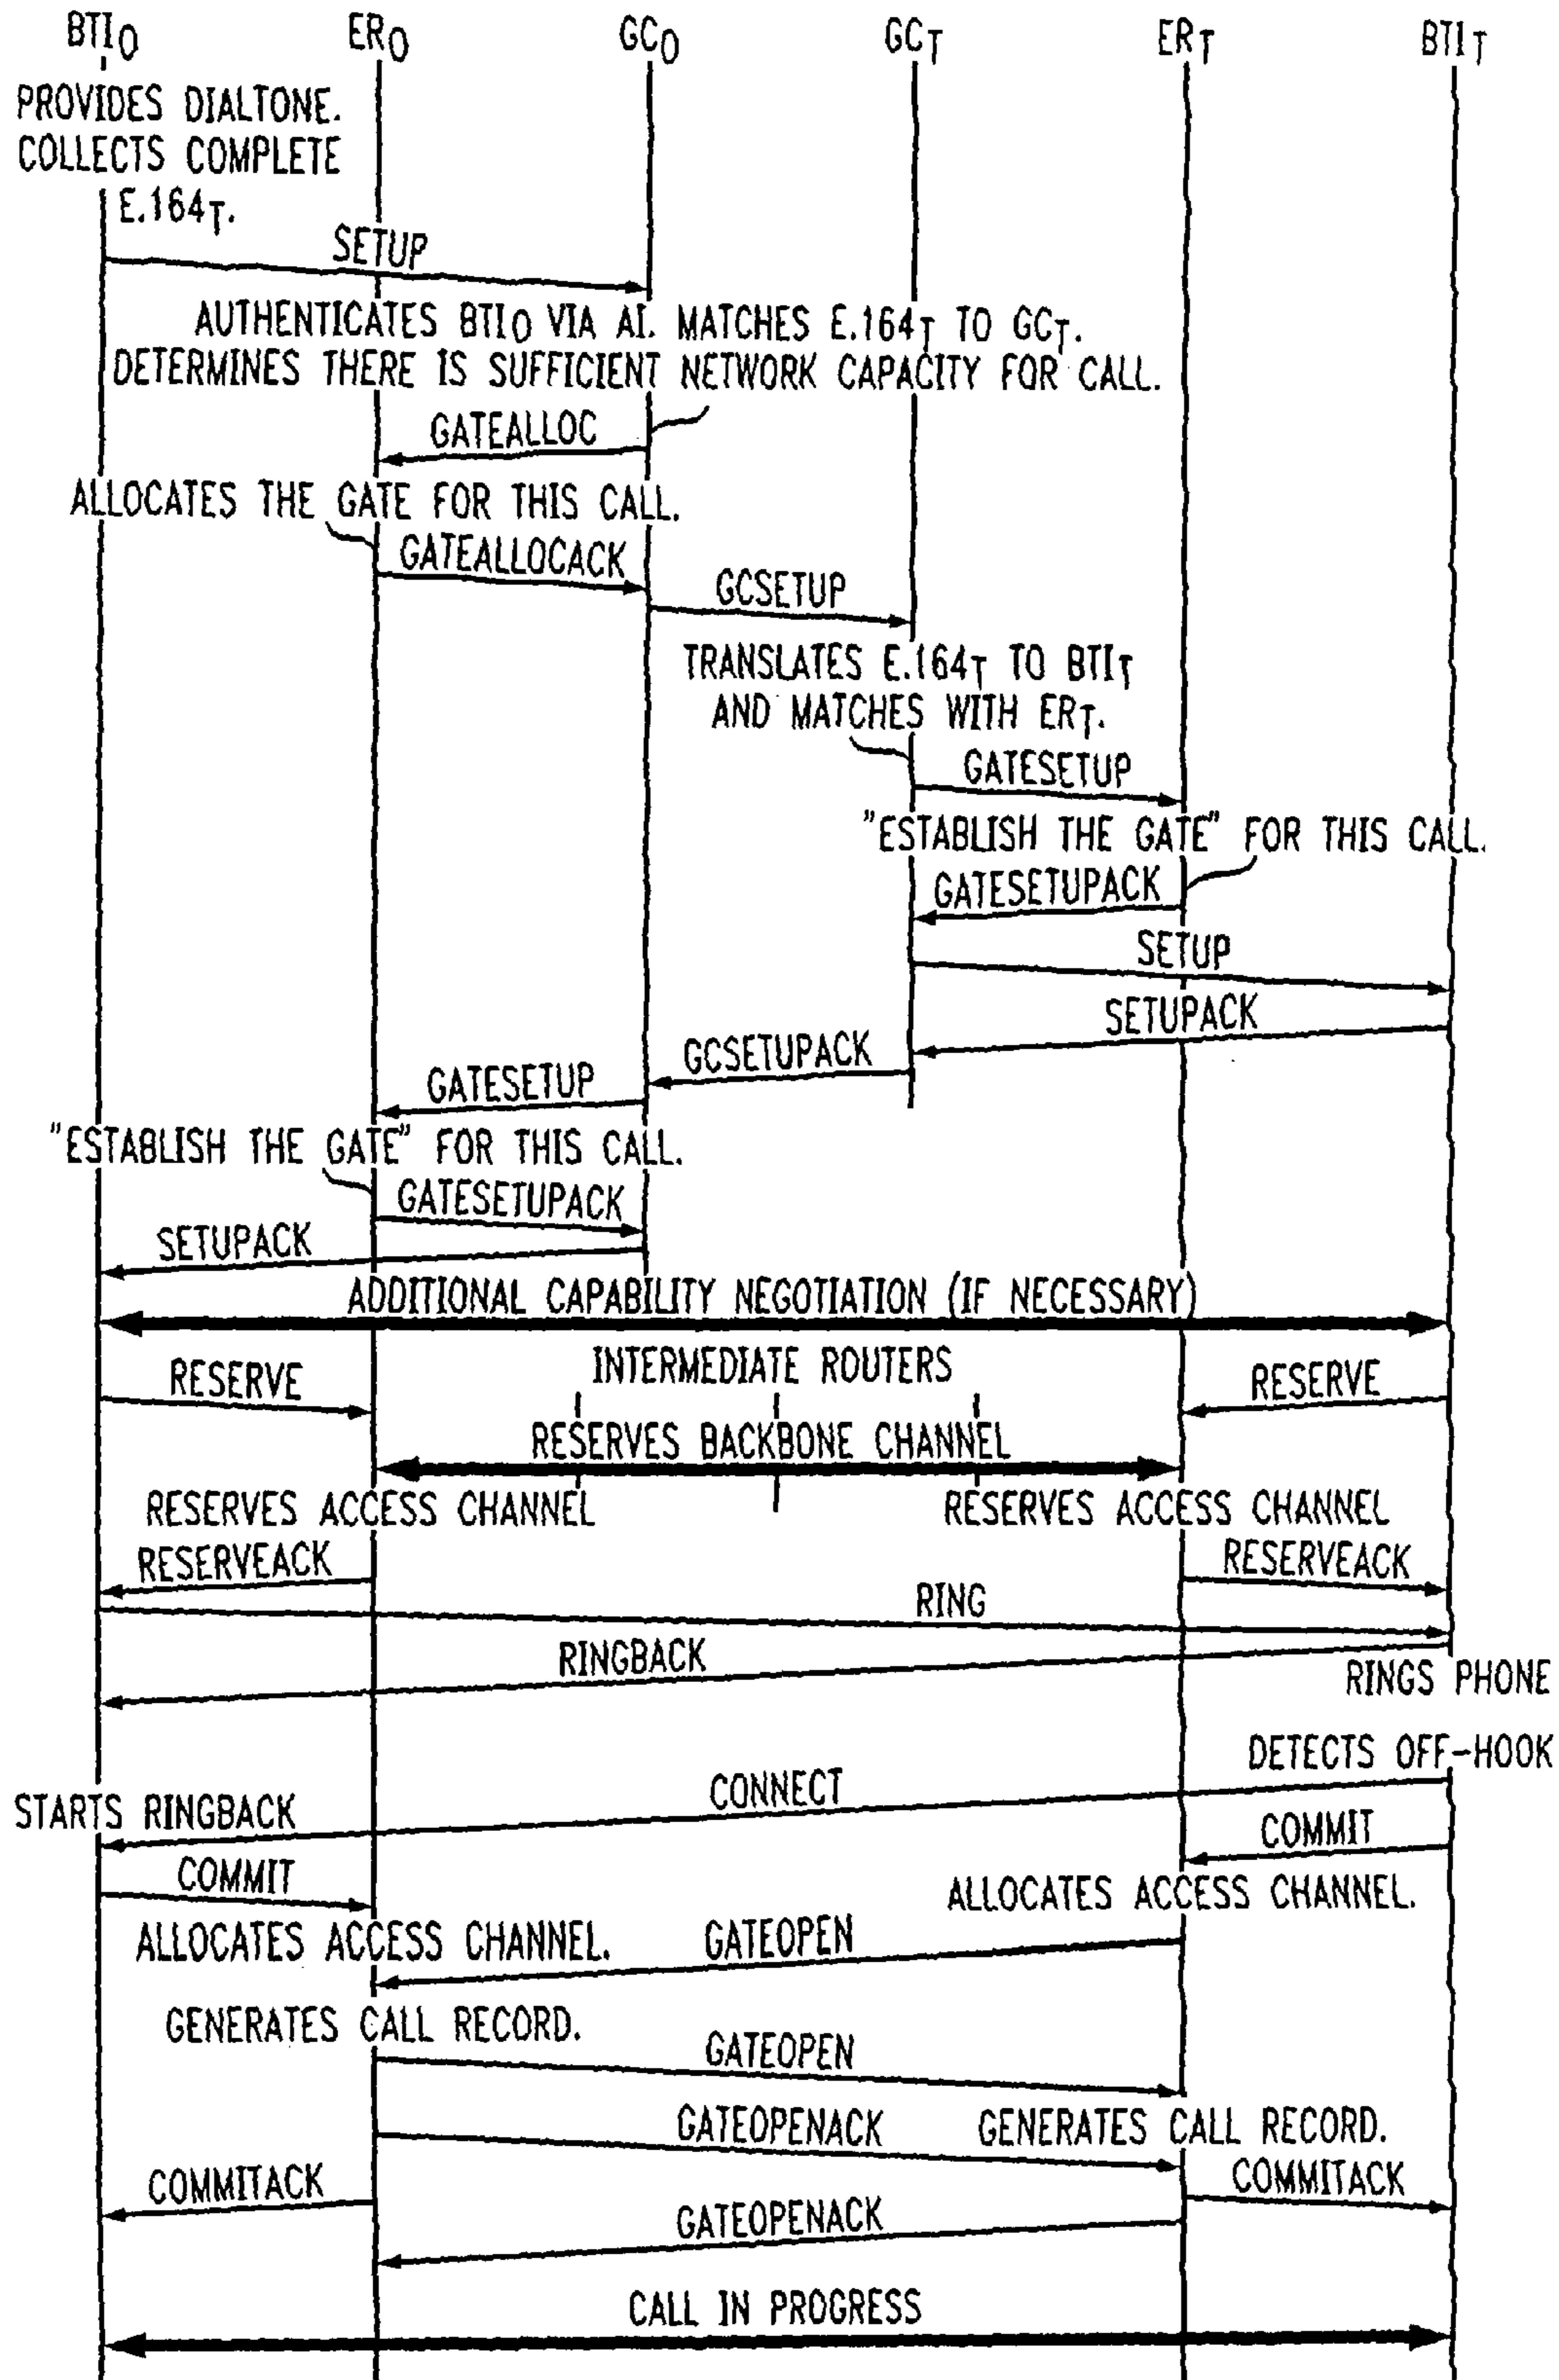 BTIO ERO GCO GCT ERT BTIT
PROVIDES DIALTONE.
COLLECTS COMPLETE
E.164T.
SETUP
AUTHENTICATES BTIO VIA AI. MATCHES E.164T TO GCT.
DETERMINES THERE IS SUFFICIENT NETWORK CAPACITY FOR CALL.
GATEALLOC
ALLOCATES THE GATE FOR THIS CALL.
GATEALLOCACK
GCSETUP
TRANSLATES E.164T TO BTIT
AND MATCHES WITH ERT.
GATESETUP
"ESTABLISH THE GATE" FOR THIS CALL.
GATESETUPACK
SETUP
SETUPACK
GCSETUPACK
GATESETUP
"ESTABLISH THE GATE" FOR THIS CALL.
GATESETUPACK
SETUPACK
ADDITIONAL CAPABILITY NEGOTIATION (IF NECESSARY)
RESERVE INTERMEDIATE ROUTERS RESERVE
RESERVES BACKBONE CHANNEL
RESERVES ACCESS CHANNEL RESERVES ACCESS CHANNEL
RESERVEACK RESERVEACK
RING
RINGBACK
RINGS PHONE
DETECTS OFF-HOOK
CONNECT
STARTS RINGBACK
COMMIT
COMMIT
ALLOCATES ACCESS CHANNEL.
ALLOCATES ACCESS CHANNEL. GATEOPEN
GENERATES CALL RECORD.
GATEOPEN
GATEOPENACK GENERATES CALL RECORD.
COMMITACK COMMITACK
GATEOPENACK
CALL IN PROGRESS